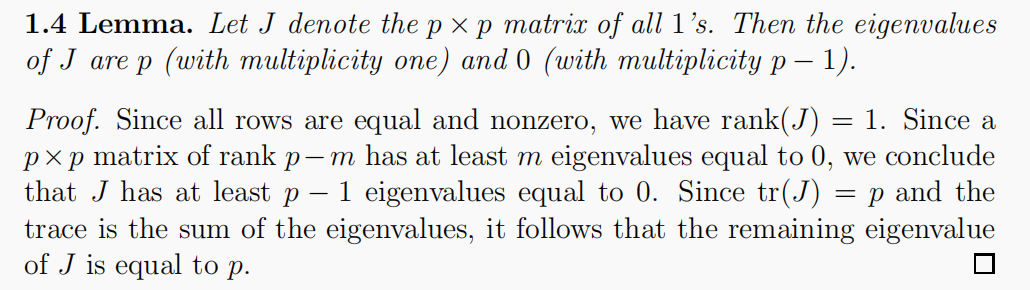 1.4 Lemma. Let J denote the p × p matrix of all 1's. Then the eigenvalues
of J are p (with multiplicity one) and 0 (with multiplicity p − 1).
Proof. Since all rows are equal and nonzero, we have rank(J) = 1. Since a
p×p matrix of rank p−m has at least m eigenvalues equal to 0, we conclude
that J has at least p − 1 eigenvalues equal to 0. Since tr(J) = p and the
trace is the sum of the eigenvalues, it follows that the remaining eigenvalue
of J is equal to p. □